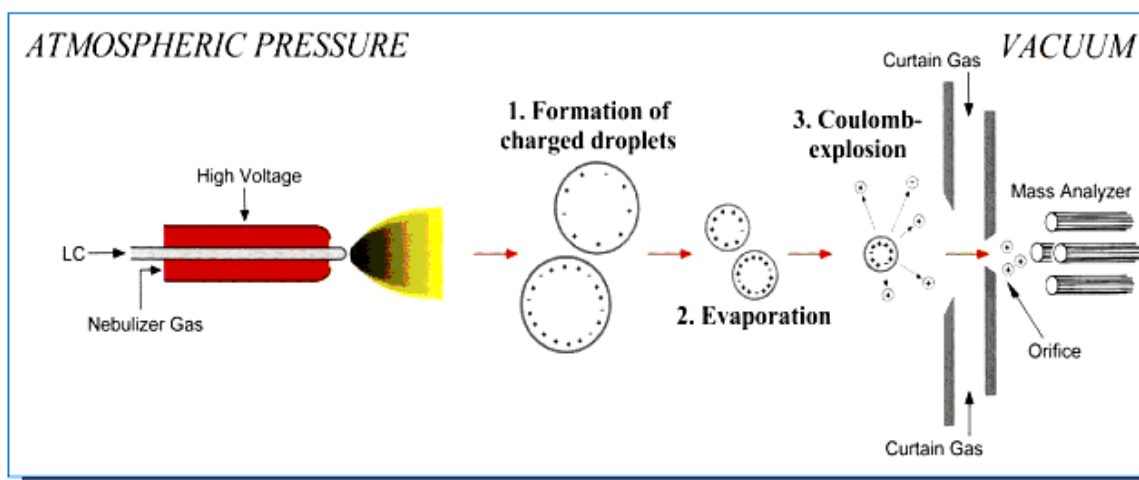 ATMOSPHERIC PRESSURE
VACUUM
Curtain Gas
1. Formation of
charged droplets
3. Coulomb-
explosion
High Voltage
Mass Analyzer
LC
2. Evaporation
Nebulizer Gas
Orifice
Curtain Gas